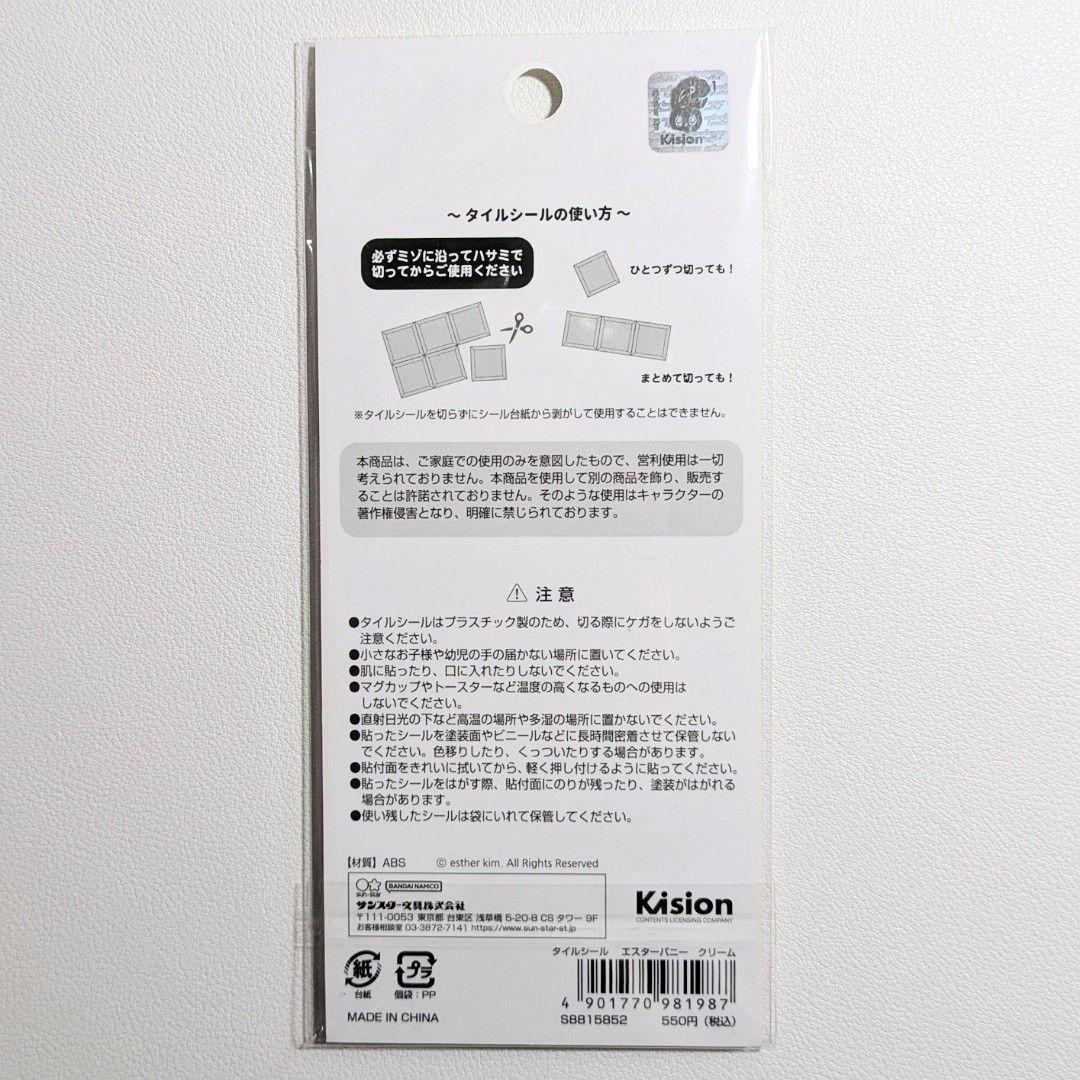 Kision
～ タイルシールの使い方 ～
必ずミゾに沿ってハサミで
切ってからご使用ください
ひとつずつ切っても！
まとめて切っても！
※タイルシールを切らずにシール台紙から剥がして使用することはできません。
本商品は、ご家庭での使用のみを意図したもので、営利使用は一切
考えられておりません。本商品を使用して別の商品を飾り、販売す
ることは許諾されておりません。そのような使用はキャラクターの
著作権侵害となり、明確に禁じられております。
注意
●タイルシールはプラスチック製のため、切る際にケガをしないようご
注意ください。
●小さなお子様や幼児の手の届かない場所に置いてください。
●肌に貼ったり、口に入れたりしないでください。
●マグカップやトースターなど温度の高くなるものへの使用は
しないでください。
●直射日光の下など高温の場所や多湿の場所に置かないでください。
●貼ったシールを塗装面やビニールなどに長時間密着させて保管しない
でください。色移りしたり、くっついたりする場合があります。
●貼付面をきれいに拭いてから、軽く押し付けるように貼ってください。
●貼ったシールをはがす際、貼付面にのりが残ったり、塗装がはがれる
場合があります。
●使い残したシールは袋にいれて保管してください。
【材質】ABS © esther kim. All Rights Reserved
sun-star BANDAI NAMCO
サンスター文具株式会社
〒111-0053 東京都 台東区 浅草橋 5-20-8 CS タワー 9F
お客様相談室 03-3872-7141 https://www.sun-star-st.jp
Kision
CONTENTS LICENSING COMPANY
タイルシール エスターバニー クリーム
紙 プラ
台紙 個袋：PP
4 901770 981987
MADE IN CHINA S8815852 550円（税込）